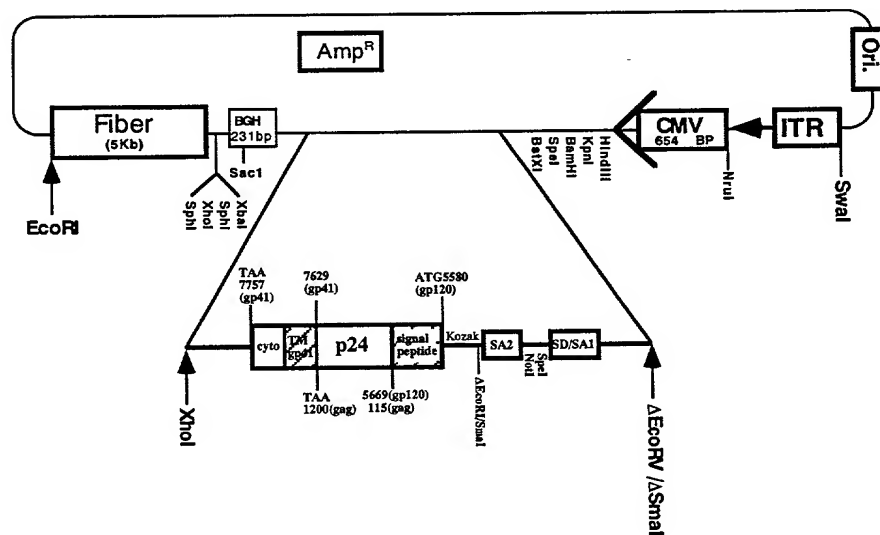 Amp^R
Ori.
Fiber
(5Kb)
BGH
231bp
CMV
654 BP
ITR
Sac1
SphI
XhoI
SphI
XbaI
BstXI
SpeI
BamHI
KpnI
HindIII
NruI
SwaI
EcoRI
TAA
7757
(gp41)
7629
(gp41)
ATG5580
(gp120)
cyto
TM
gp41
p24
signal
peptide
Kozak
SA2
SD/SA1
NotI
SpeI
TAA
1200(gag)
5669(gp120)
115(gag)
ΔEcoRI/SmaI
XhoI
ΔEcoRV /ΔSmaI